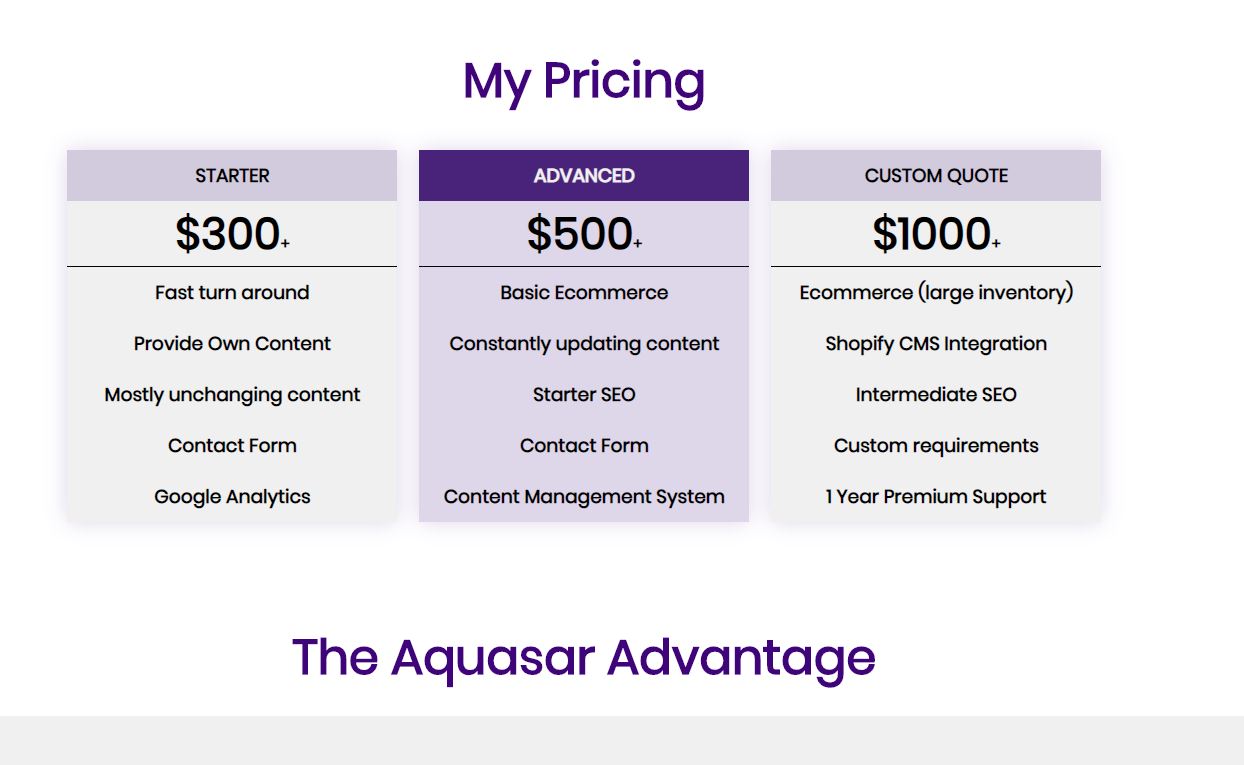 My Pricing
STARTER
$300+
Fast turn around
Provide Own Content
Mostly unchanging content
Contact Form
Google Analytics
ADVANCED
$500+
Basic Ecommerce
Constantly updating content
Starter SEO
Contact Form
Content Management System
CUSTOM QUOTE
$1000+
Ecommerce (large inventory)
Shopify CMS Integration
Intermediate SEO
Custom requirements
1 Year Premium Support
The Aquasar Advantage